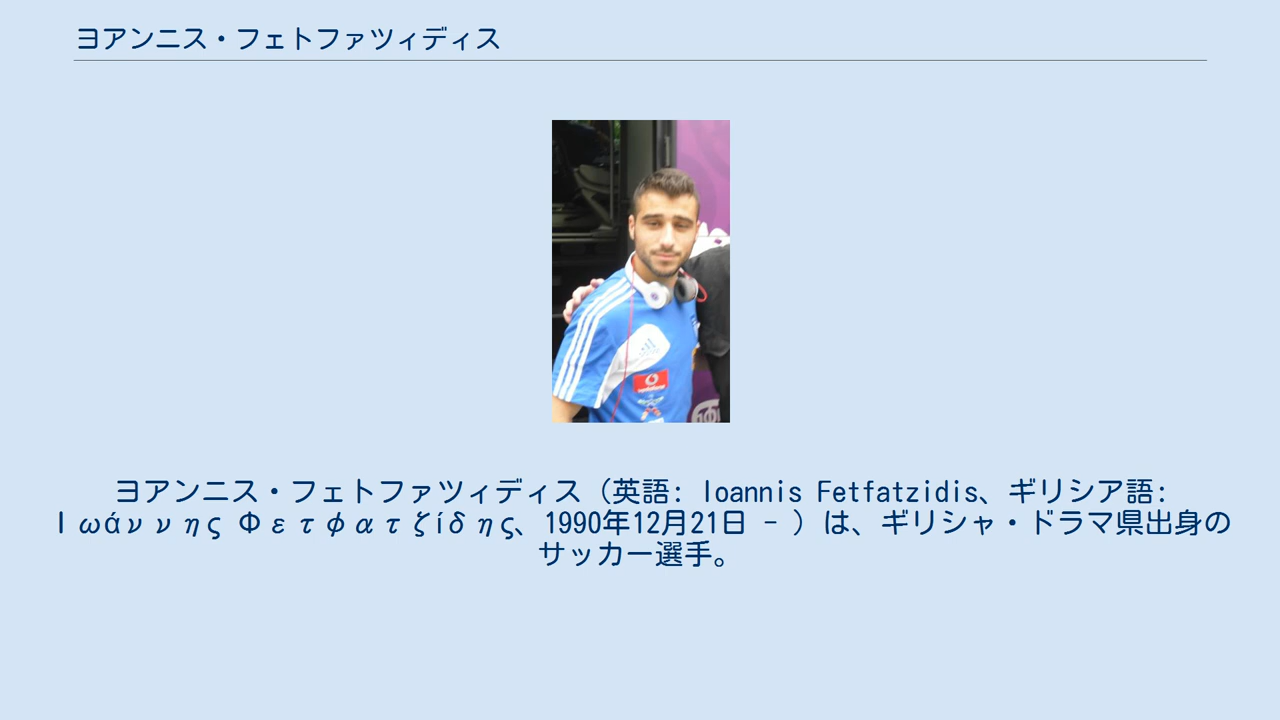 ヨアンニス・フェトファツィディス
ヨアンニス・フェトファツィディス（英語: Ioannis Fetfatzidis、ギリシア語:
Ιωάννης Φετφατζίδης、1990年12月21日 - ）は、ギリシャ・ドラマ県出身の
サッカー選手。